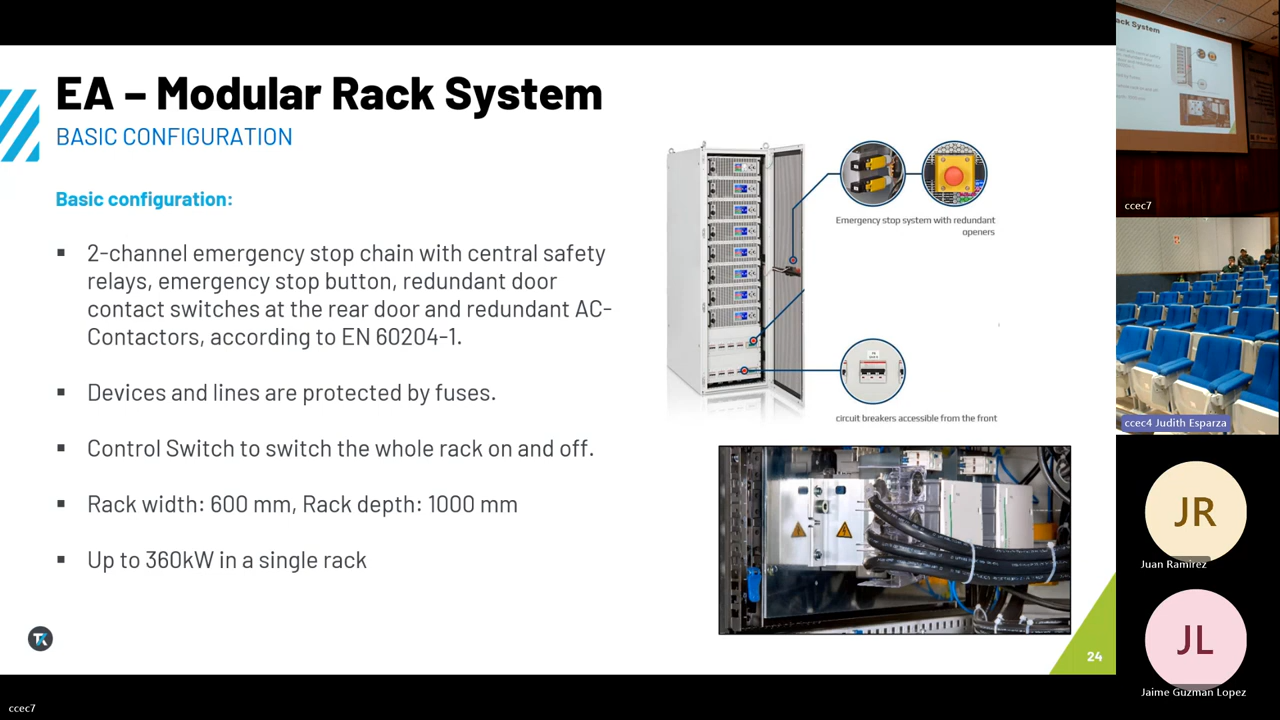 EA – Modular Rack System
BASIC CONFIGURATION
Basic configuration:
▪ 2-channel emergency stop chain with central safety
relays, emergency stop button, redundant door
contact switches at the rear door and redundant AC-
Contactors, according to EN 60204-1.
▪ Devices and lines are protected by fuses.
▪ Control Switch to switch the whole rack on and off.
▪ Rack width: 600 mm, Rack depth: 1000 mm
▪ Up to 360kW in a single rack
Emergency stop system with redundant
openers
circuit breakers accessible from the front
TK
24
ccec7
ack System
ccec7
ccec4 Judith Esparza
JR
Juan Ramirez
JL
Jaime Guzman Lopez